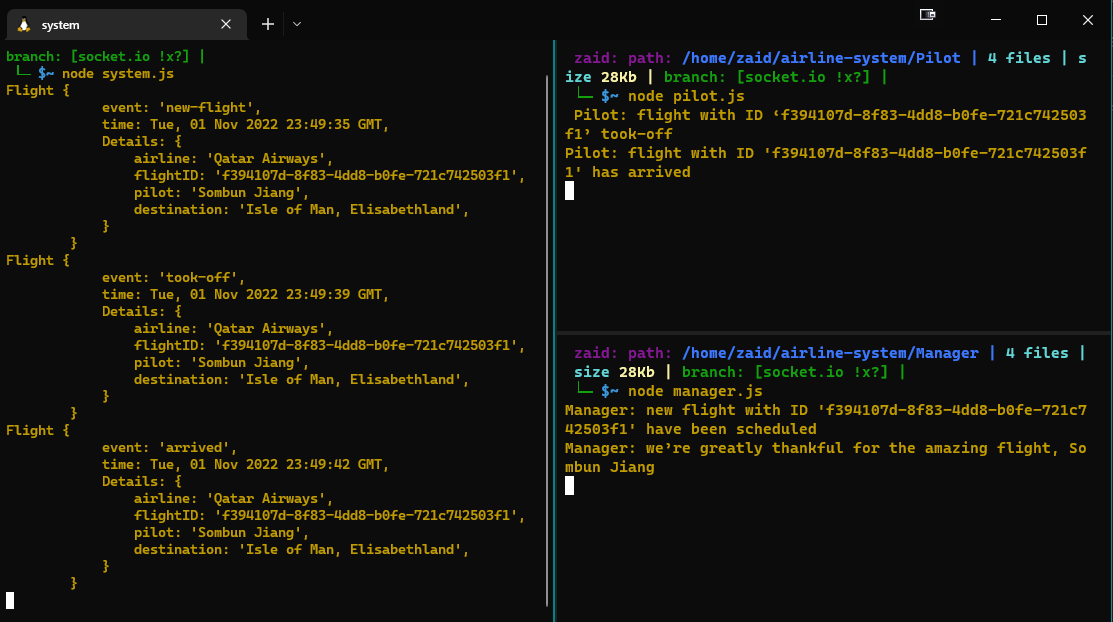 system
branch: [socket.io !x?] |
└─ $~ node system.js
Flight {
event: 'new-flight',
time: Tue, 01 Nov 2022 23:49:35 GMT,
Details: {
airline: 'Qatar Airways',
flightID: 'f394107d-8f83-4dd8-b0fe-721c742503f1',
pilot: 'Sombun Jiang',
destination: 'Isle of Man, Elisabethland',
}
}
Flight {
event: 'took-off',
time: Tue, 01 Nov 2022 23:49:39 GMT,
Details: {
airline: 'Qatar Airways',
flightID: 'f394107d-8f83-4dd8-b0fe-721c742503f1',
pilot: 'Sombun Jiang',
destination: 'Isle of Man, Elisabethland',
}
}
Flight {
event: 'arrived',
time: Tue, 01 Nov 2022 23:49:42 GMT,
Details: {
airline: 'Qatar Airways',
flightID: 'f394107d-8f83-4dd8-b0fe-721c742503f1',
pilot: 'Sombun Jiang',
destination: 'Isle of Man, Elisabethland',
}
}
zaid: path: /home/zaid/airline-system/Pilot | 4 files | s
ize 28Kb | branch: [socket.io !x?] |
└─ $~ node pilot.js
Pilot: flight with ID ‘f394107d-8f83-4dd8-b0fe-721c742503
f1’ took-off
Pilot: flight with ID 'f394107d-8f83-4dd8-b0fe-721c742503f
1' has arrived
zaid: path: /home/zaid/airline-system/Manager | 4 files |
size 28Kb | branch: [socket.io !x?] |
└─ $~ node manager.js
Manager: new flight with ID 'f394107d-8f83-4dd8-b0fe-721c7
42503f1' have been scheduled
Manager: we’re greatly thankful for the amazing flight, So
mbun Jiang